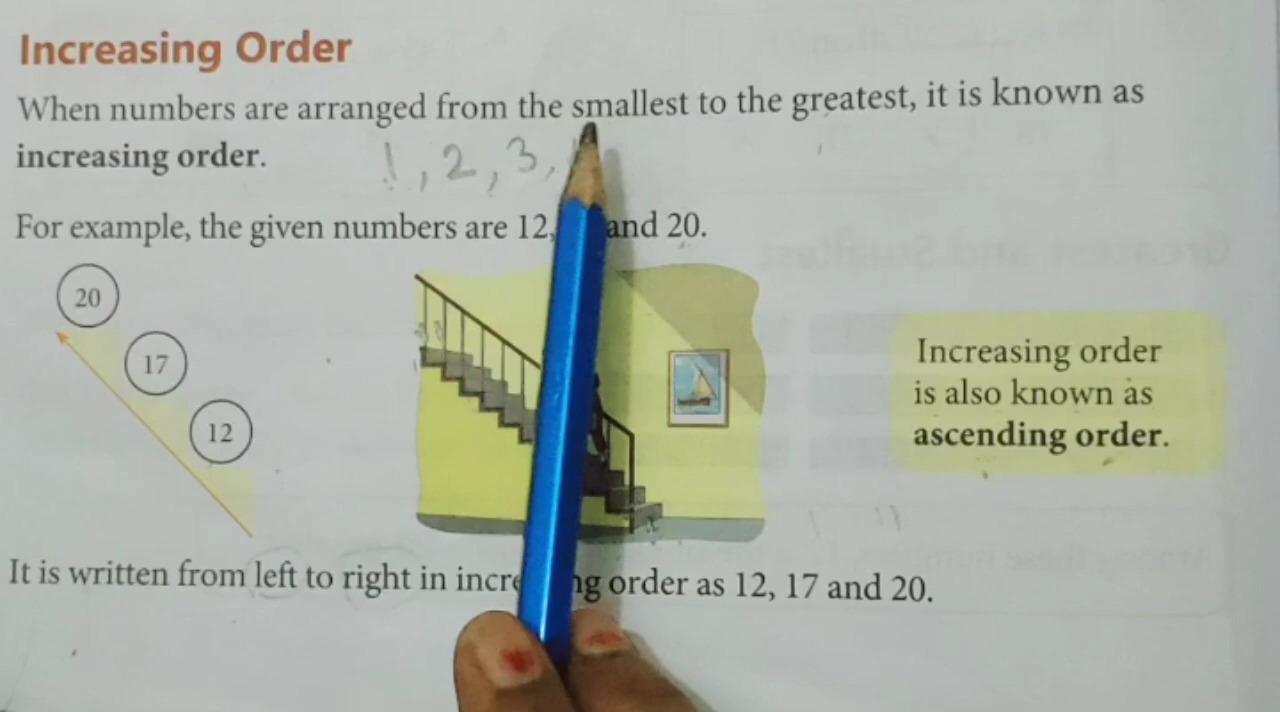 Increasing Order
When numbers are arranged from the smallest to the greatest, it is known as
increasing order.
1, 2, 3,
For example, the given numbers are 12, and 20.
20
17
12
Increasing order
is also known as
ascending order.
It is written from left to right in order as 12, 17 and 20.